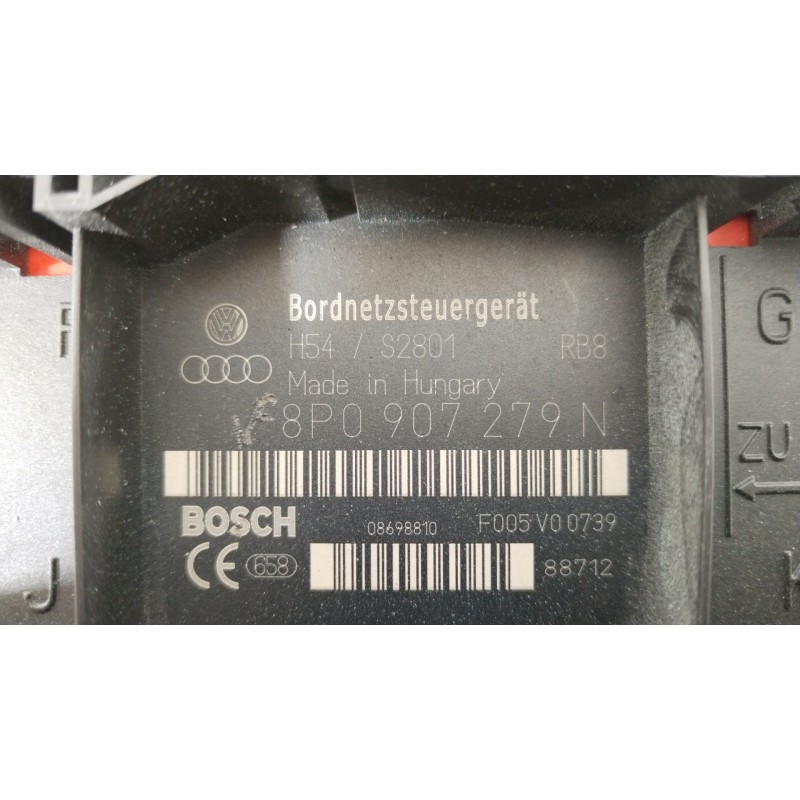 Bordnetzsteuergerät
H54 / S2801 RB8
Made in Hungary
8P0 907 279 N
BOSCH 08698810 F005 V0 0739
CE 658 88712
G
ZU
J